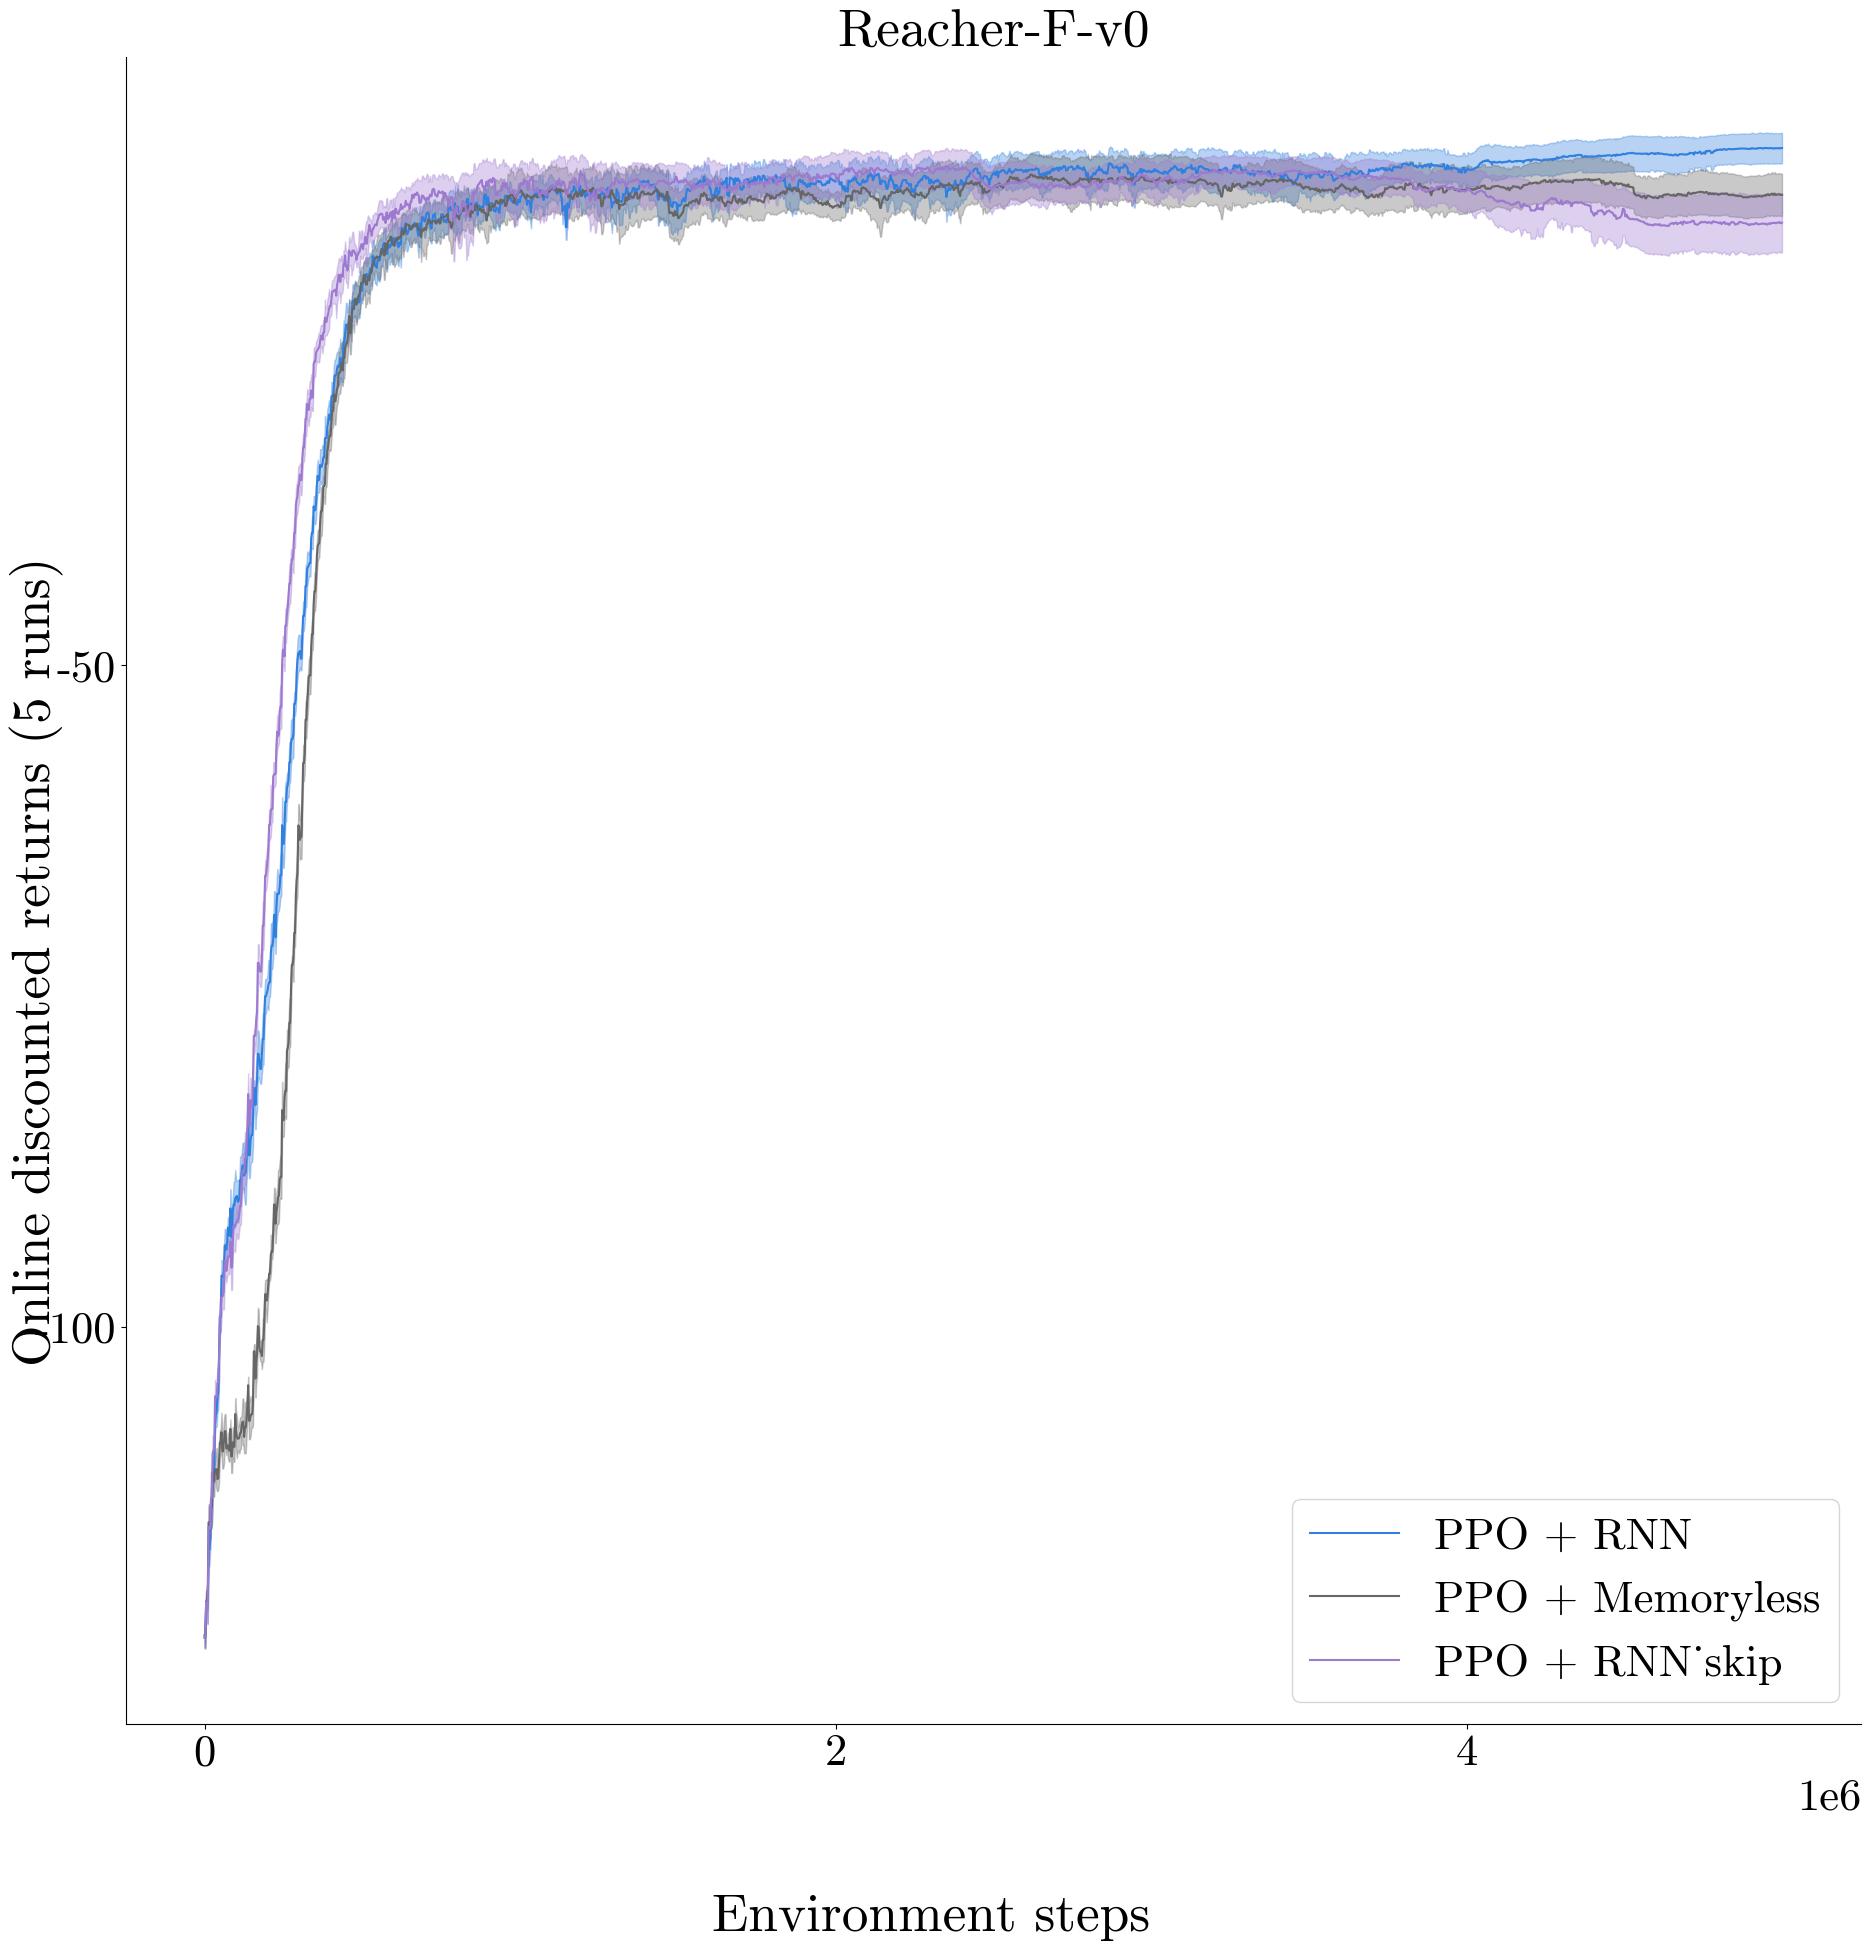 Reacher-F-v0
Online discounted returns (5 runs)
-50
-100
0
2
4
1e6
Environment steps
PPO + RNN
PPO + Memoryless
PPO + RNN˙skip